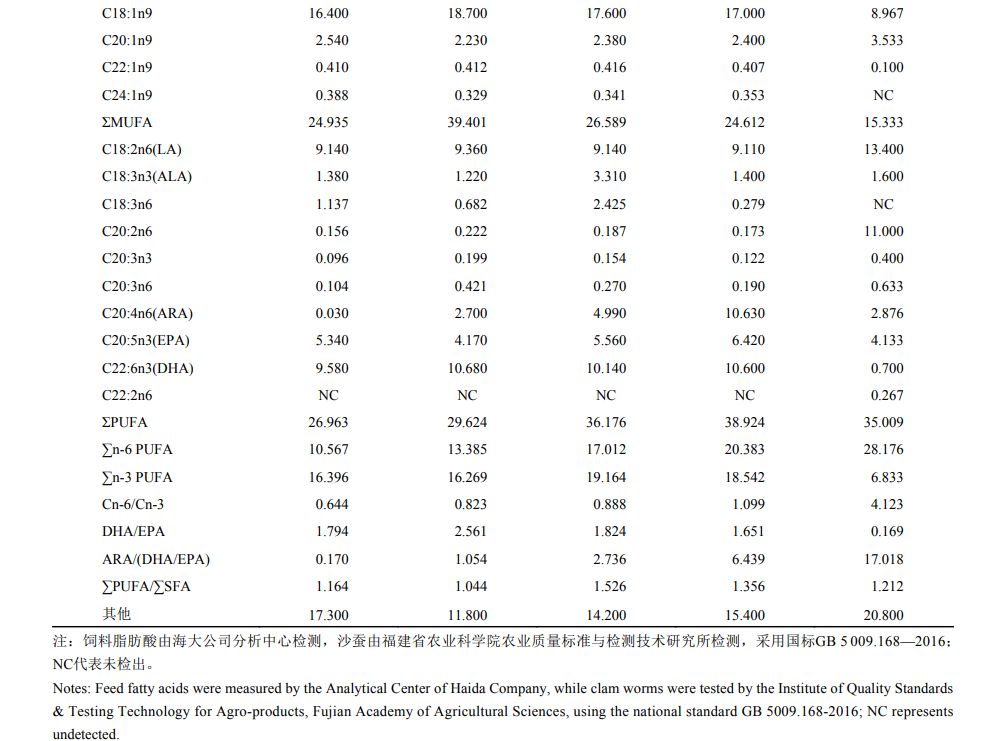 C18:1n9 16.400 18.700 17.600 17.000 8.967
C20:1n9 2.540 2.230 2.380 2.400 3.533
C22:1n9 0.410 0.412 0.416 0.407 0.100
C24:1n9 0.388 0.329 0.341 0.353 NC
ΣMUFA 24.935 39.401 26.589 24.612 15.333
C18:2n6(LA) 9.140 9.360 9.140 9.110 13.400
C18:3n3(ALA) 1.380 1.220 3.310 1.400 1.600
C18:3n6 1.137 0.682 2.425 0.279 NC
C20:2n6 0.156 0.222 0.187 0.173 11.000
C20:3n3 0.096 0.199 0.154 0.122 0.400
C20:3n6 0.104 0.421 0.270 0.190 0.633
C20:4n6(ARA) 0.030 2.700 4.990 10.630 2.876
C20:5n3(EPA) 5.340 4.170 5.560 6.420 4.133
C22:6n3(DHA) 9.580 10.680 10.140 10.600 0.700
C22:2n6 NC NC NC NC 0.267
ΣPUFA 26.963 29.624 36.176 38.924 35.009
∑n-6 PUFA 10.567 13.385 17.012 20.383 28.176
∑n-3 PUFA 16.396 16.269 19.164 18.542 6.833
Cn-6/Cn-3 0.644 0.823 0.888 1.099 4.123
DHA/EPA 1.794 2.561 1.824 1.651 0.169
ARA/(DHA/EPA) 0.170 1.054 2.736 6.439 17.018
∑PUFA/∑SFA 1.164 1.044 1.526 1.356 1.212
其他 17.300 11.800 14.200 15.400 20.800
注：饲料脂肪酸由海大公司分析中心检测，沙蚕由福建省农业科学院农业质量标准与检测技术研究所检测，采用国标GB 5 009.168—2016；
NC代表未检出。
Notes: Feed fatty acids were measured by the Analytical Center of Haida Company, while clam worms were tested by the Institute of Quality Standards
& Testing Technology for Agro-products, Fujian Academy of Agricultural Sciences, using the national standard GB 5009.168-2016; NC represents
undetected.